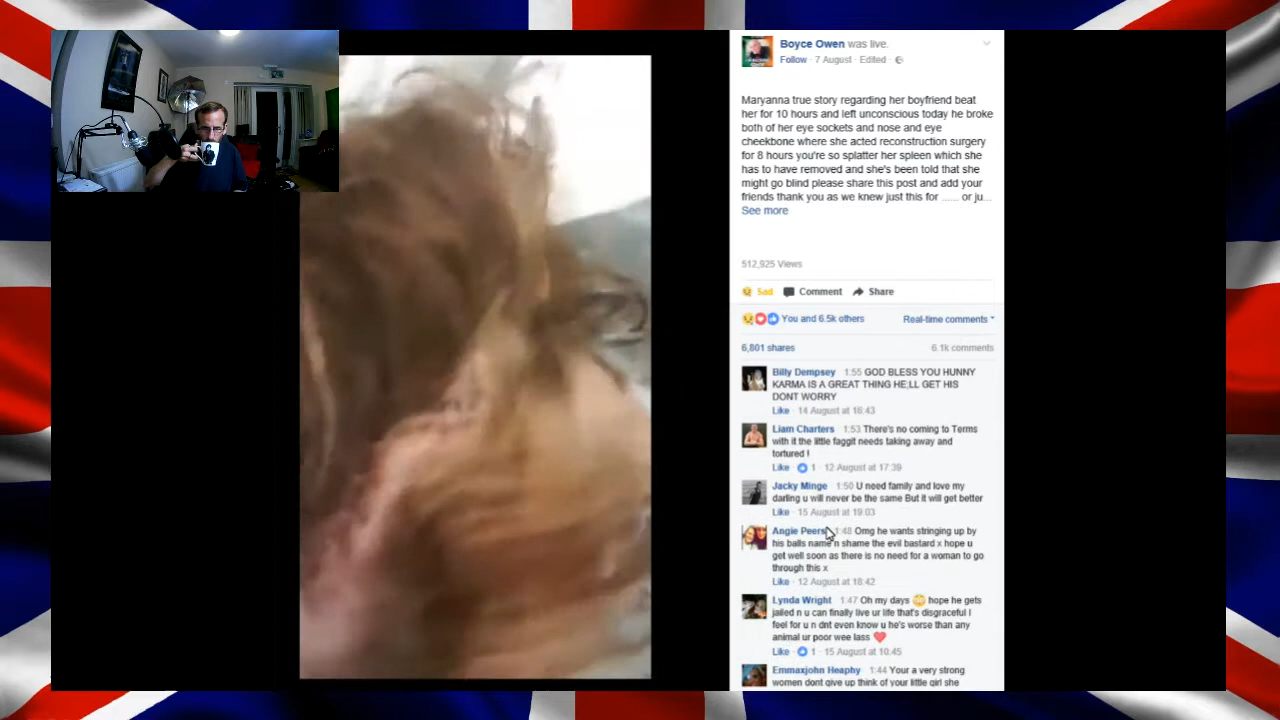 Boyce Owen was live.
Follow · 7 August · Edited ·
Maryanna true story regarding her boyfriend beat
her for 10 hours and left unconscious today he broke
both of her eye sockets and nose and eye
cheekbone where she acted reconstruction surgery
for 8 hours you're so splatter her spleen which she
has to have removed and she's been told that she
might go blind please share this post and add your
friends thank you as we knew just this for ...... or ju...
See more
512,925 Views
Sad Comment Share
You and 6.5k others Real-time comments
6,801 shares 6.1k comments
Billy Dempsey 1:55 GOD BLESS YOU HUNNY
KARMA IS A GREAT THING HE;LL GET HIS
DONT WORRY
Like · 14 August at 16:43
Liam Charters 1:53 There's no coming to Terms
with it the little faggit needs taking away and
tortured !
Like · 1 · 12 August at 17:39
Jacky Minge 1:50 U need family and love my
darling u will never be the same But it will get better
Like · 15 August at 19:03
Angie Peers 1:48 Omg he wants stringing up by
his balls name n shame the evil bastard x hope u
get well soon as there is no need for a woman to go
through this x
Like · 12 August at 18:42
Lynda Wright 1:47 Oh my days 😳 hope he gets
jailed n u can finally live ur life that's disgraceful I
feel for u n dnt even know u he's worse than any
animal ur poor wee lass ❤
Like · 1 · 15 August at 10:45
Emmaxjohn Heaphy 1:44 Your a very strong
women dont give up think of your little girl she